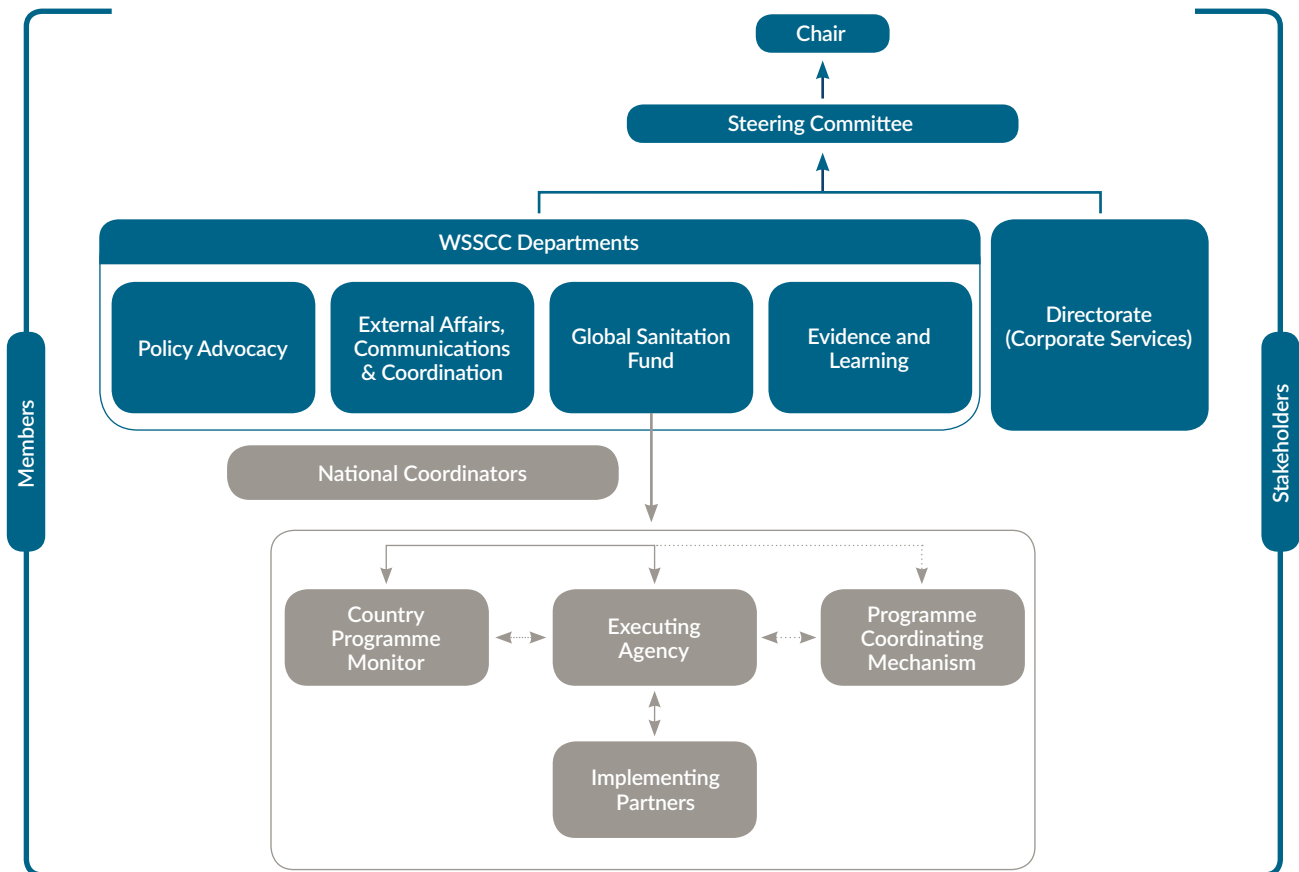 Chair
Steering Committee
WSSCC Departments
Policy Advocacy
External Affairs,
Communications
& Coordination
Global Sanitation
Fund
Evidence and
Learning
Directorate
(Corporate Services)
Members
Stakeholders
National Coordinators
Country
Programme
Monitor
Executing
Agency
Programme
Coordinating
Mechanism
Implementing
Partners